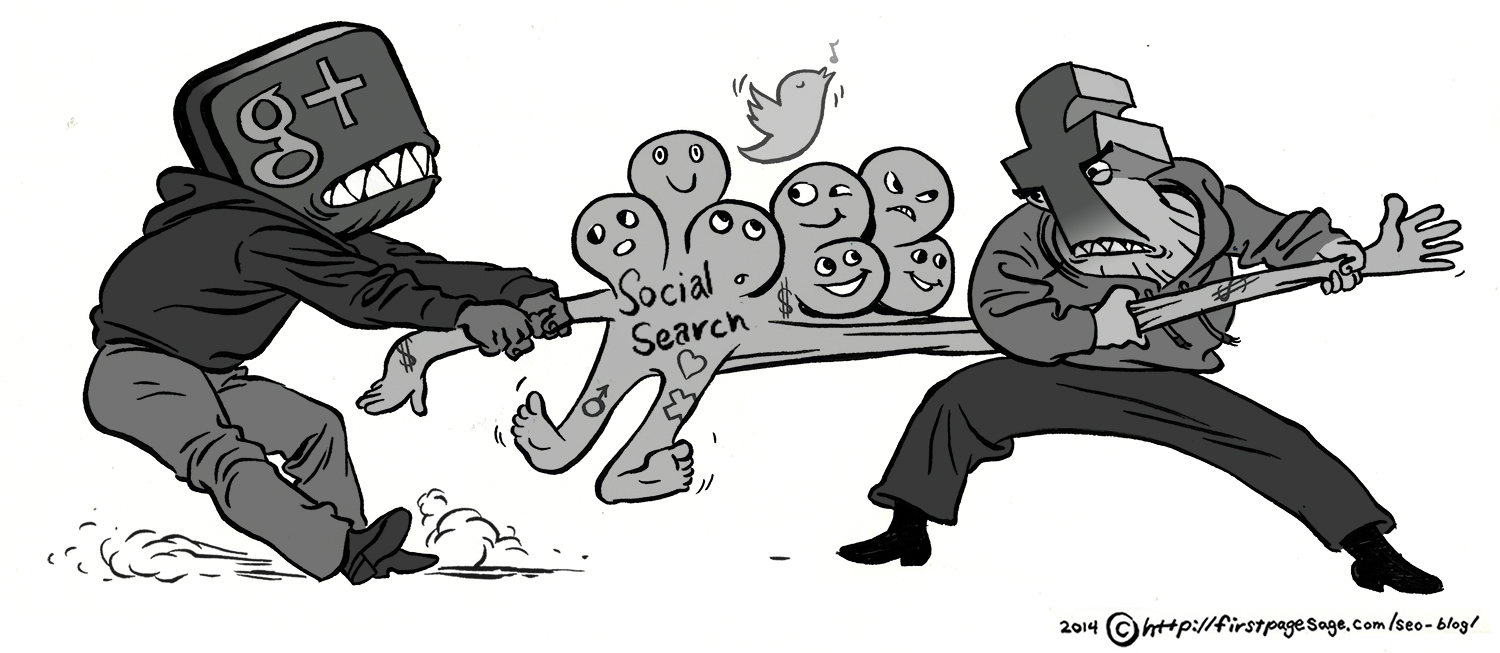 g+
f
Social
Search
$
$
$
2014 © http://firstpagesage.com/seo-blog/